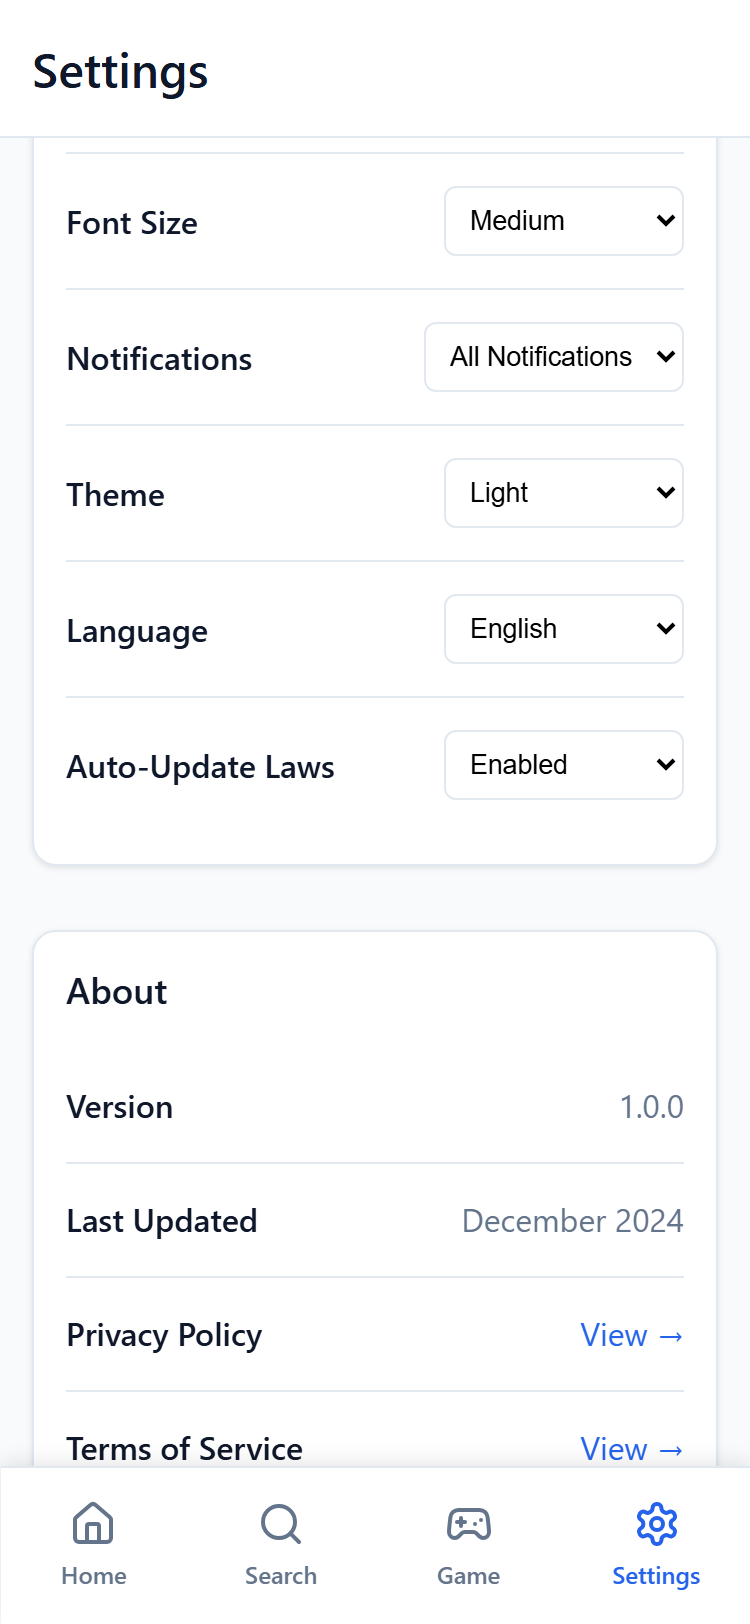 Settings
Font Size Medium
Notifications All Notifications
Theme Light
Language English
Auto-Update Laws Enabled
About
Version 1.0.0
Last Updated December 2024
Privacy Policy View →
Terms of Service View →
Home Search Game Settings